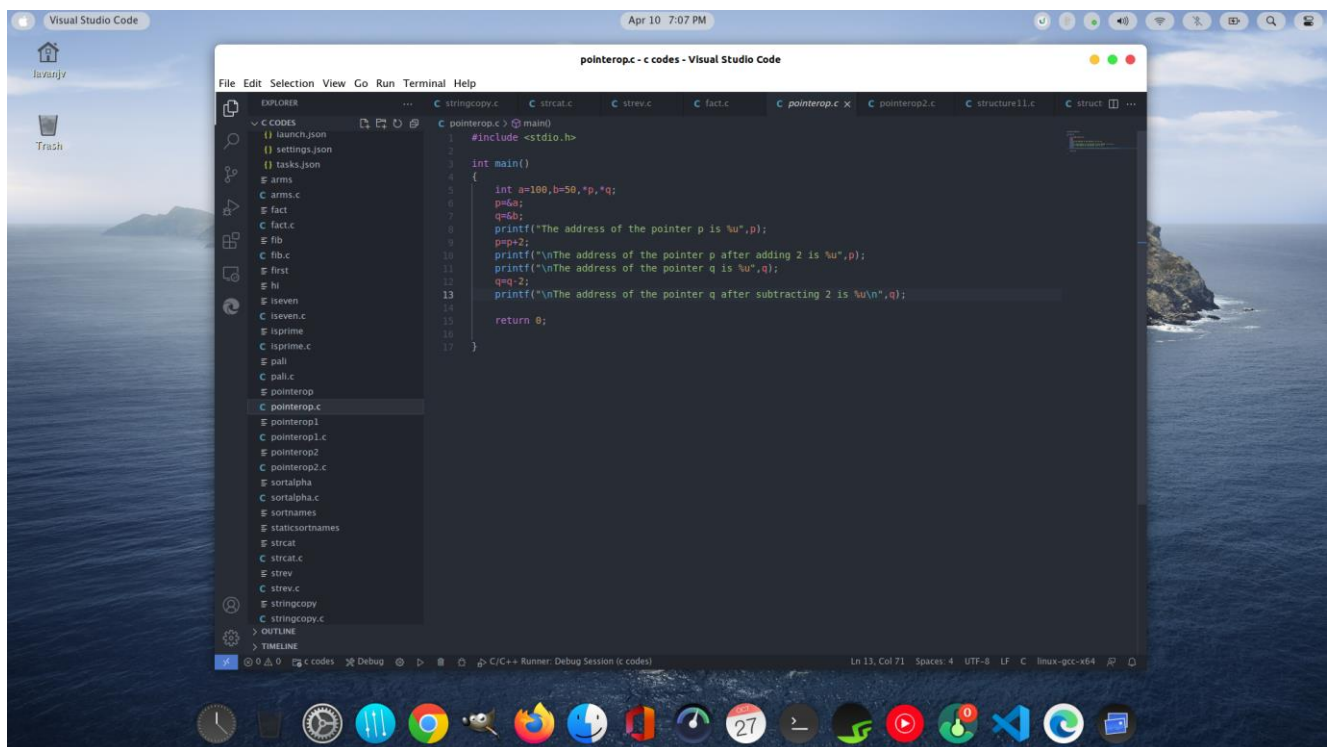 Visual Studio Code
Apr 10 7:07 PM
lavanjv
Trash
pointerop.c - c codes - Visual Studio Code
File Edit Selection View Go Run Terminal Help
EXPLORER
C CODES
launch.json
settings.json
tasks.json
arms
arms.c
fact
fact.c
fib
fib.c
first
hi
iseven
iseven.c
isprime
isprime.c
pali
pali.c
pointerop
pointerop.c
pointerop1
pointerop1.c
pointerop2
pointerop2.c
sortalpha
sortalpha.c
sortnames
staticsortnames
strcat
strcat.c
strev
strev.c
stringcopy
stringcopy.c
OUTLINE
TIMELINE
C stringcopy.c C strcat.c C strev.c C fact.c C pointerop.c C pointerop2.c C structure11.c C struct
C pointerop.c > main()
1 #include <stdio.h>
2
3 int main()
4 {
5 int a=100,b=50,*p,*q;
6 p=&a;
7 q=&b;
8 printf("The address of the pointer p is %u",p);
9 p=p+2;
10 printf("\nThe address of the pointer p after adding 2 is %u",p);
11 printf("\nThe address of the pointer q is %u",q);
12 q=q-2;
13 printf("\nThe address of the pointer q after subtracting 2 is %u\n",q);
14
15 return 0;
16
17 }
0 0 c codes Debug C/C++ Runner: Debug Session (c codes) Ln 13, Col 71 Spaces: 4 UTF-8 LF C linux-gcc-x64
OCT
27
0